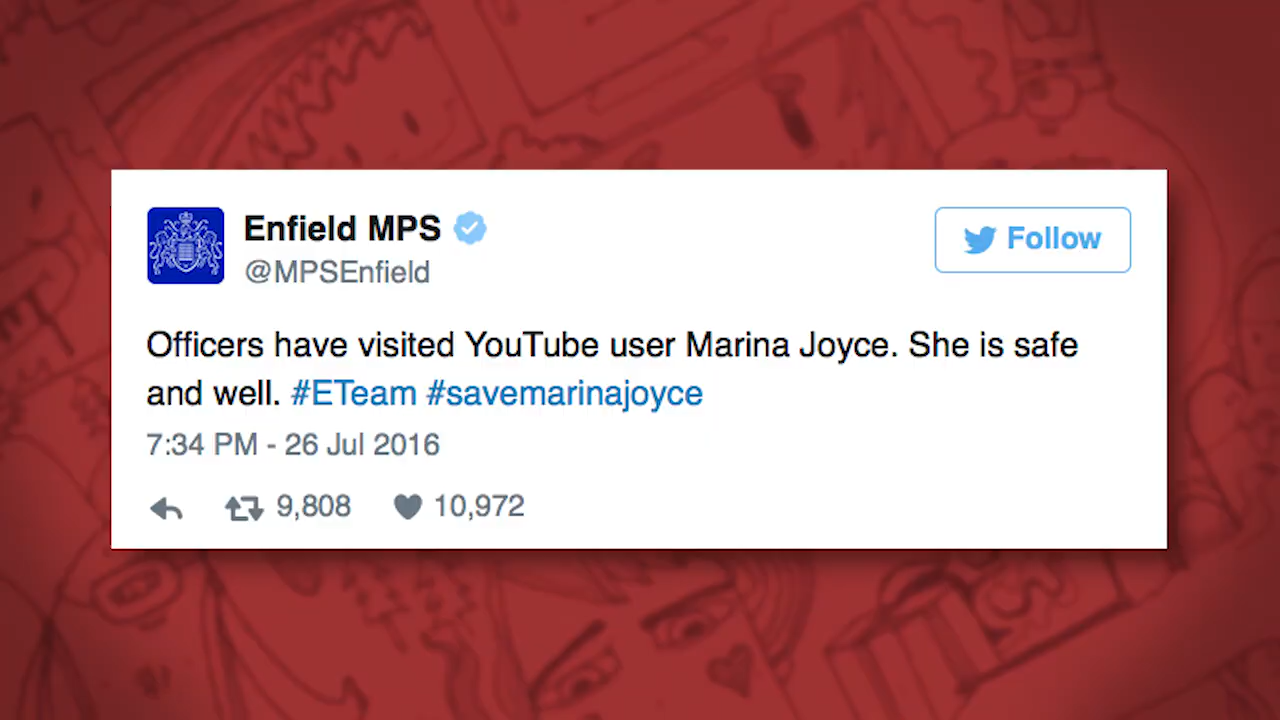 Enfield MPS
@MPSEnfield
Follow
Officers have visited YouTube user Marina Joyce. She is safe
and well. #ETeam #savemarinajoyce
7:34 PM - 26 Jul 2016
9,808 10,972